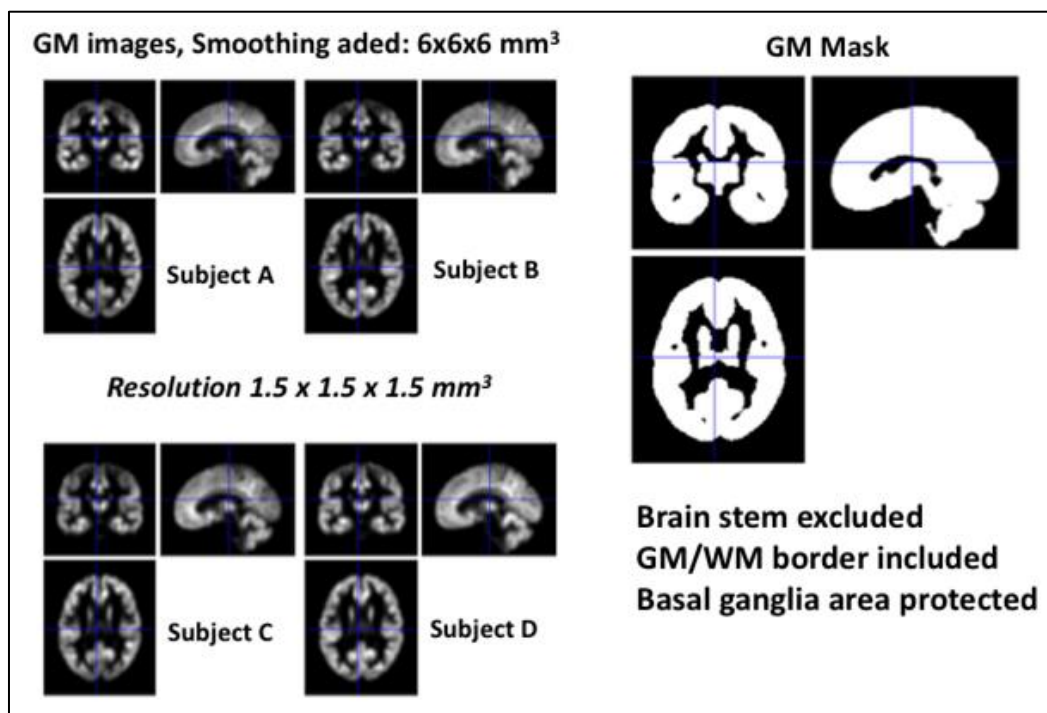 GM images, Smoothing aded: 6x6x6 mm³
Subject A
Subject B
Resolution 1.5 x 1.5 x 1.5 mm³
Subject C
Subject D
GM Mask
Brain stem excluded
GM/WM border included
Basal ganglia area protected